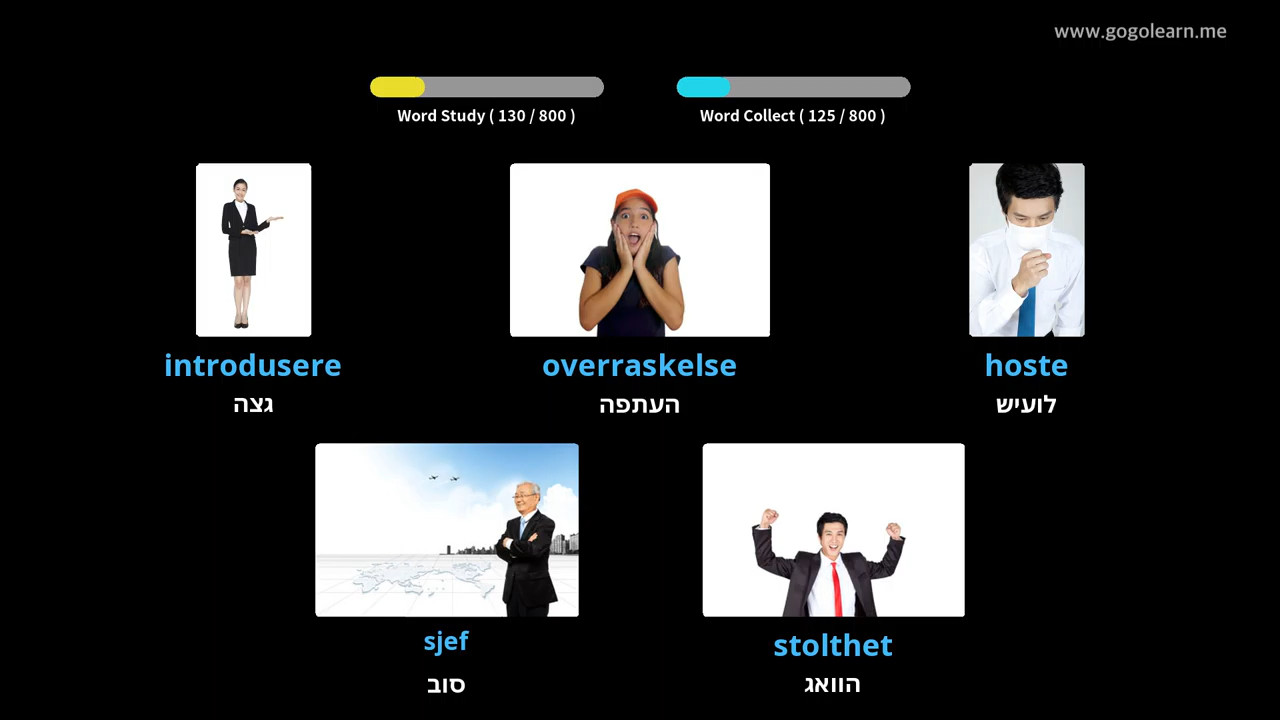 www.gogolearn.me
Word Study ( 130 / 800 )
Word Collect ( 125 / 800 )
introdusere
גצה
overraskelse
העתפה
hoste
לועיש
sjef
סוב
stolthet
הוואג